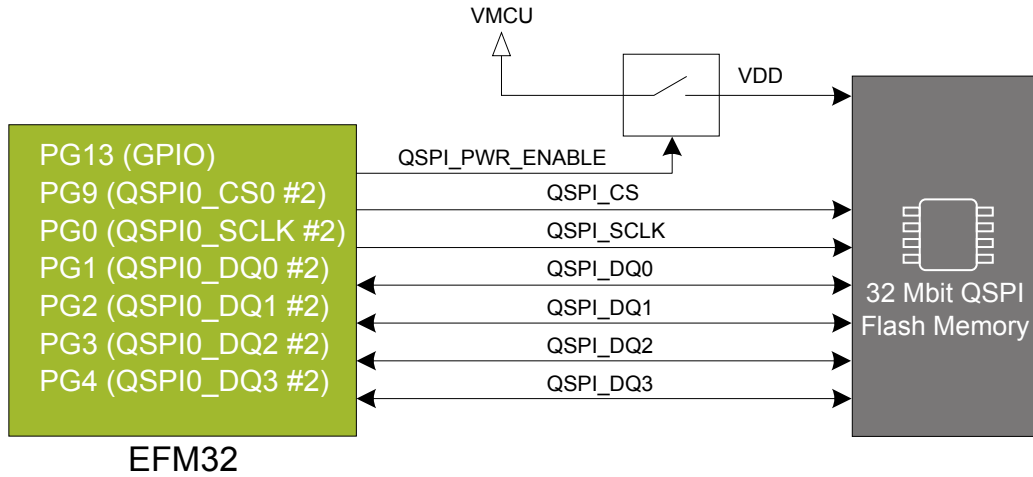 VMCU
VDD
PG13 (GPIO)
QSPI_PWR_ENABLE
PG9 (QSPI0_CS0 #2)
QSPI_CS
PG0 (QSPI0_SCLK #2)
QSPI_SCLK
PG1 (QSPI0_DQ0 #2)
QSPI_DQ0
PG2 (QSPI0_DQ1 #2)
QSPI_DQ1
PG3 (QSPI0_DQ2 #2)
QSPI_DQ2
PG4 (QSPI0_DQ3 #2)
QSPI_DQ3
32 Mbit QSPI
Flash Memory
EFM32